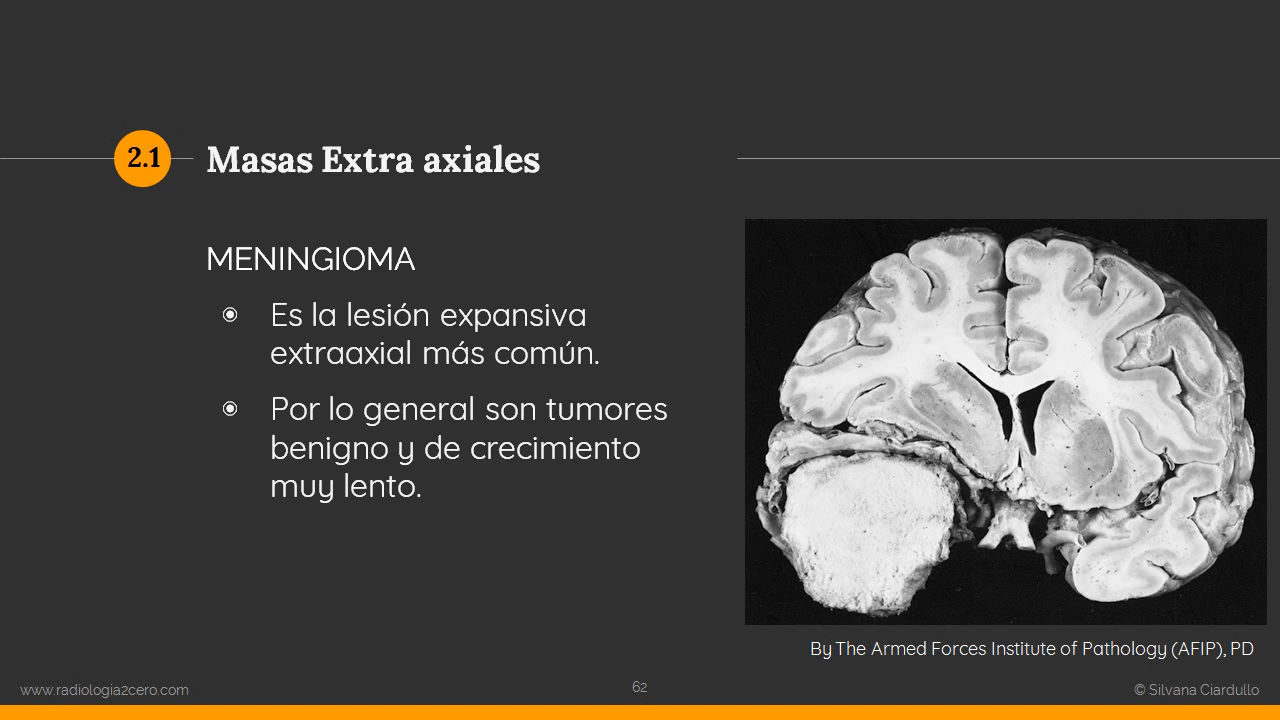 2.1 Masas Extra axiales
MENINGIOMA
Es la lesión expansiva
extraaxial más común.
Por lo general son tumores
benigno y de crecimiento
muy lento.
By The Armed Forces Institute of Pathology (AFIP), PD
www.radiologia2cero.com
62
© Silvana Ciardullo